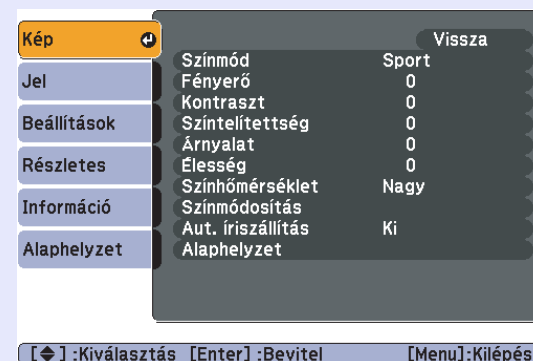 Kép
Jel
Beállítások
Részletes
Információ
Alaphelyzet
Vissza
Színmód Sport
Fényerő 0
Kontraszt 0
Színtelítettség 0
Árnyalat 0
Élesség 0
Színhőmérséklet Nagy
Színmódosítás
Aut. íriszállítás Ki
Alaphelyzet
[◆] :Kiválasztás [Enter] :Bevitel [Menu]:Kilépés